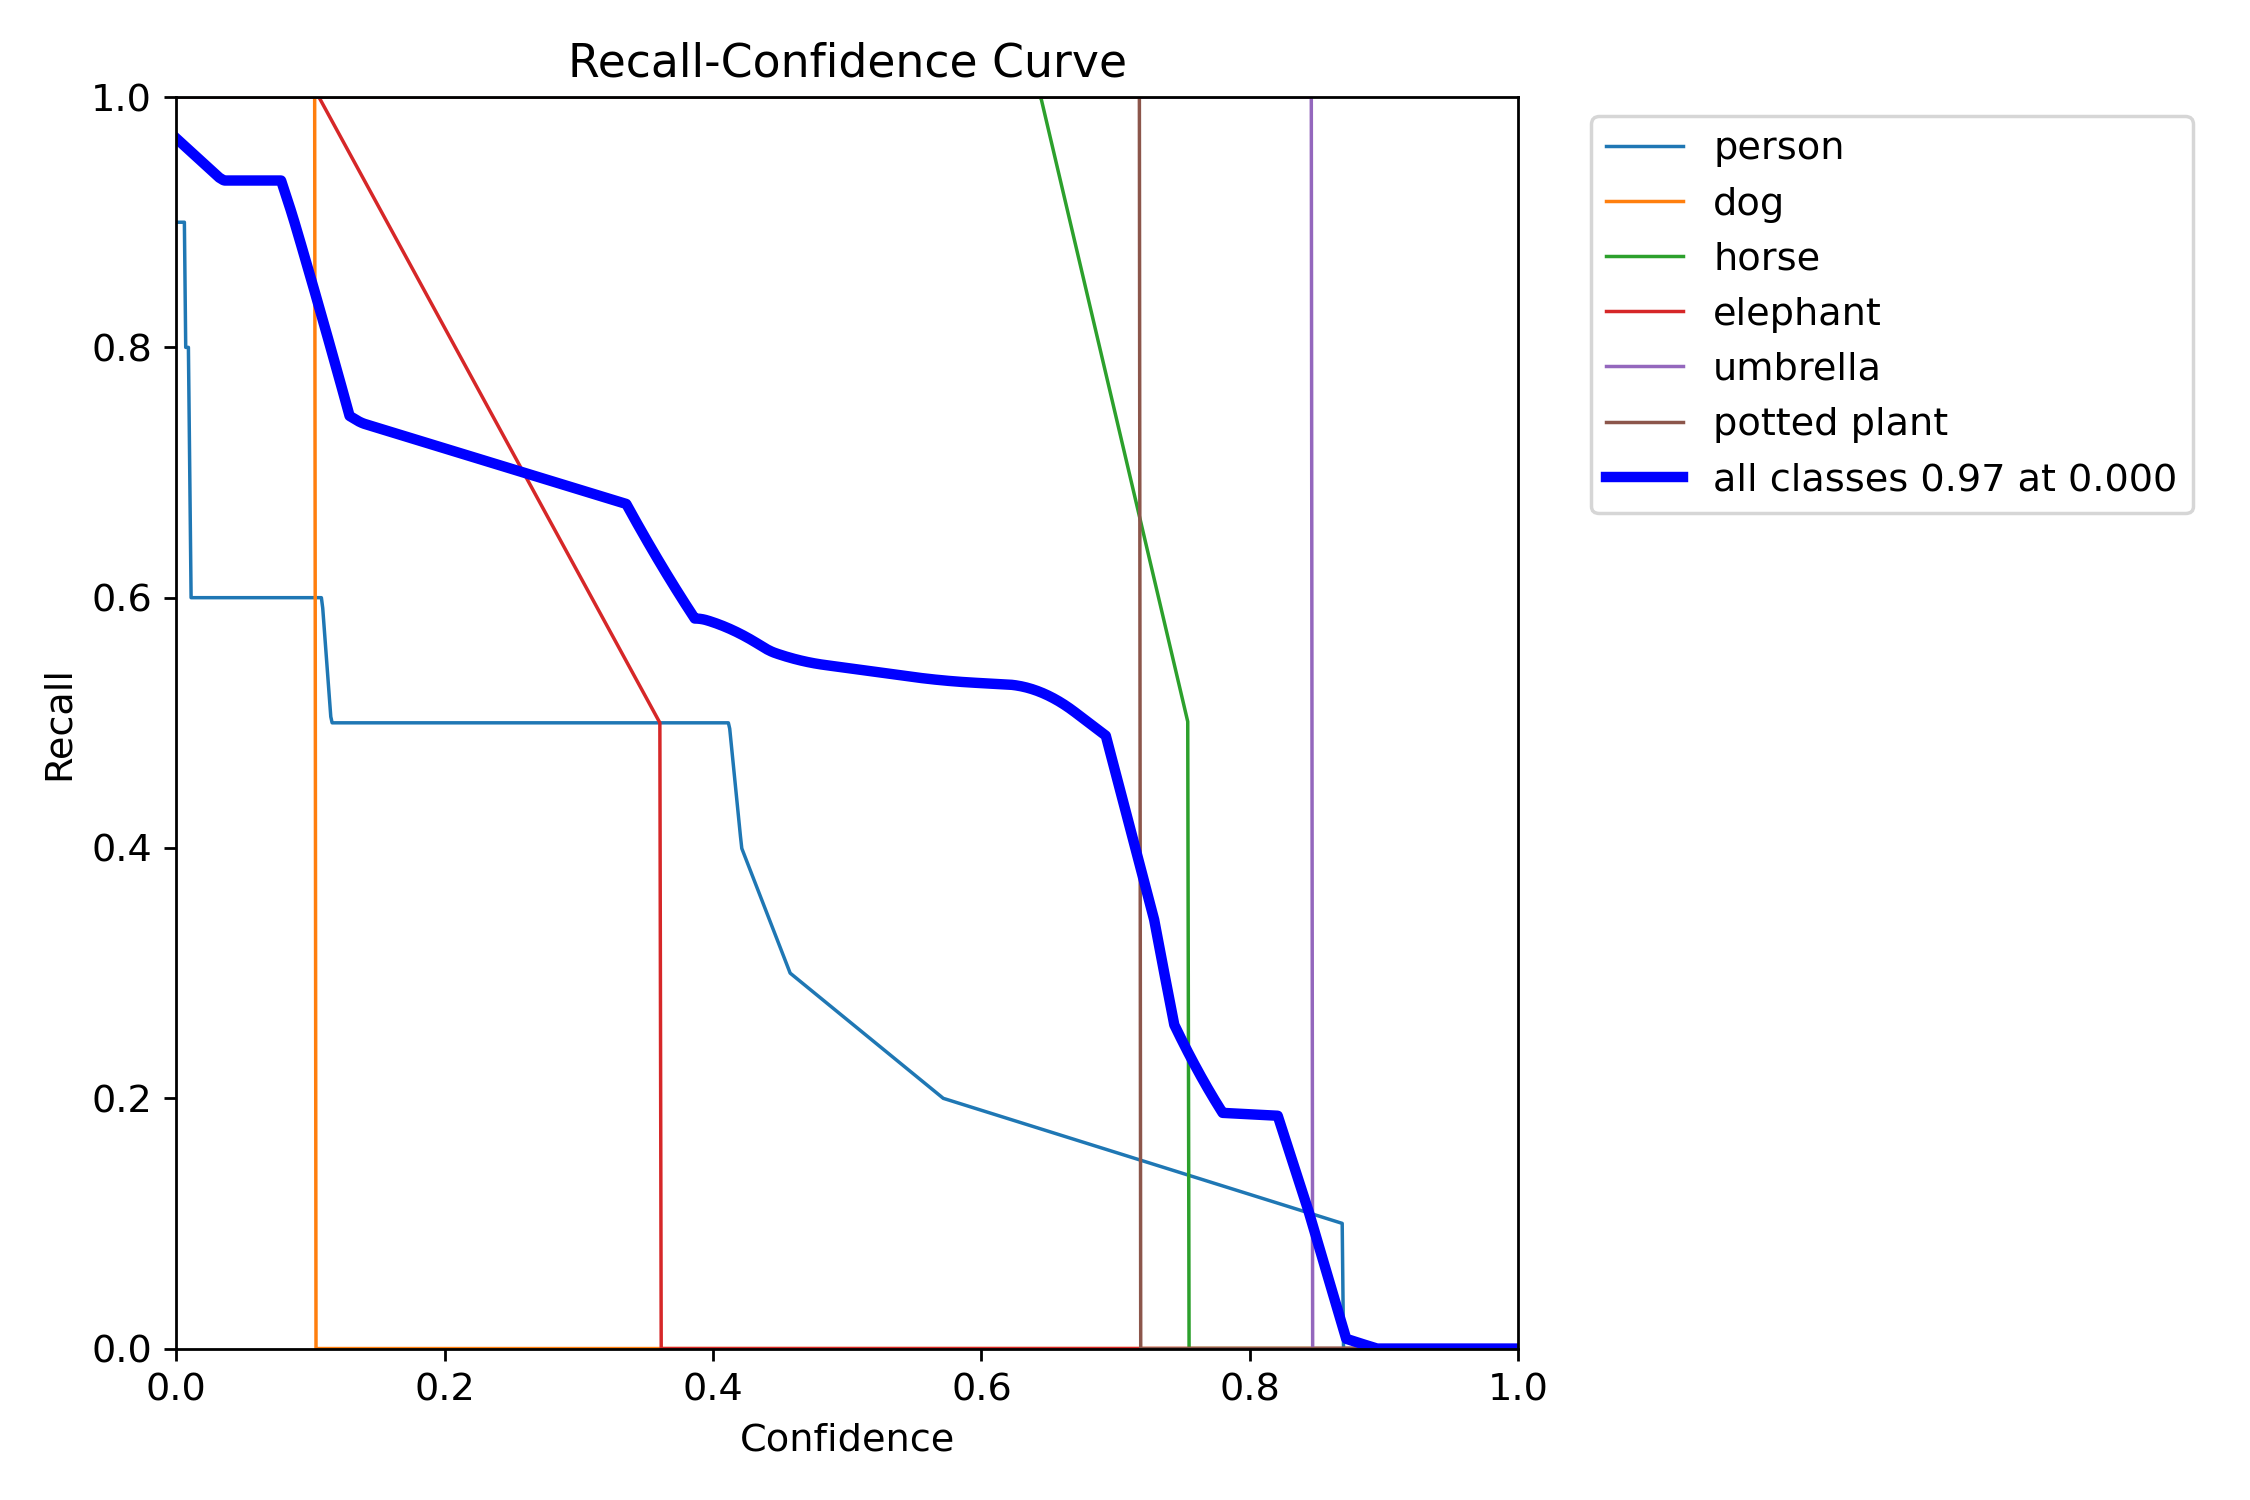 Recall-Confidence Curve
1.0
0.8
0.6
0.4
0.2
0.0
Recall
0.0 0.2 0.4 0.6 0.8 1.0
Confidence
person
dog
horse
elephant
umbrella
potted plant
all classes 0.97 at 0.000